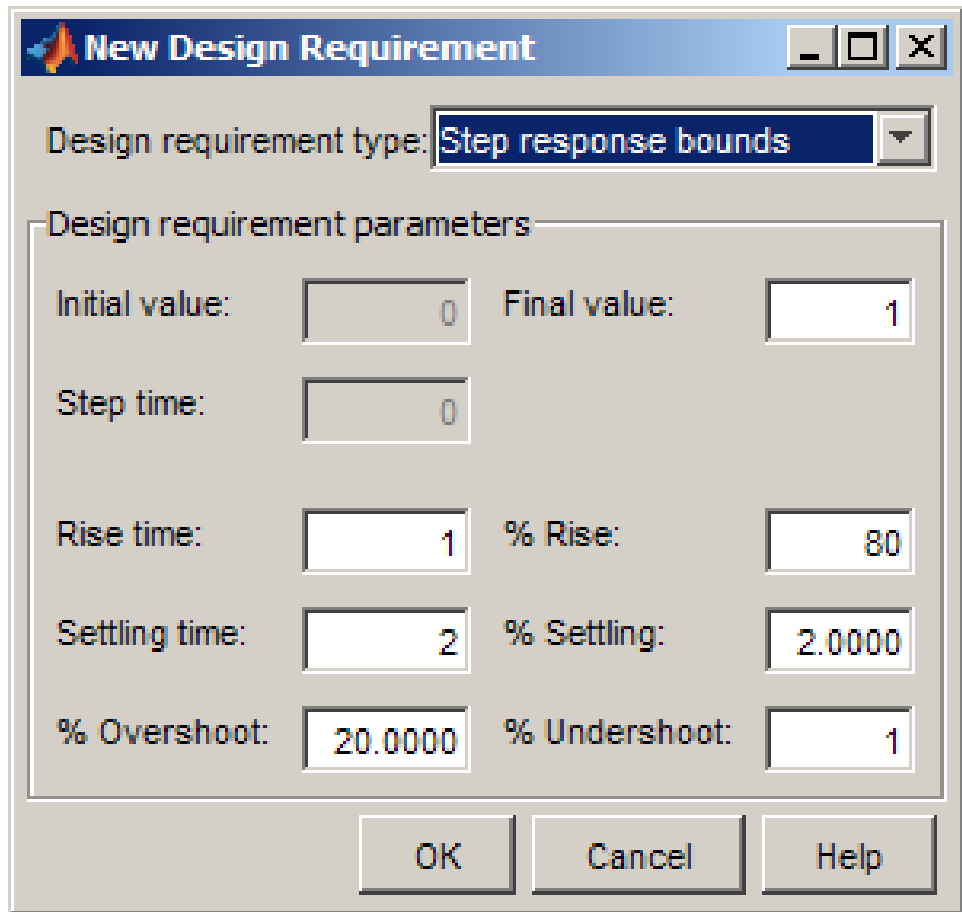 New Design Requirement
Design requirement type: Step response bounds
Design requirement parameters
Initial value: 0 Final value: 1
Step time: 0
Rise time: 1 % Rise: 80
Settling time: 2 % Settling: 2.0000
% Overshoot: 20.0000 % Undershoot: 1
OK Cancel Help